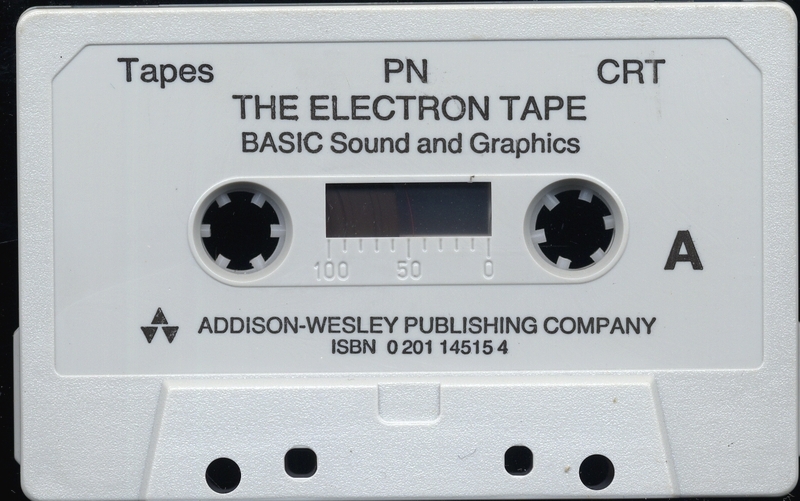 Tapes PN CRT
THE ELECTRON TAPE
BASIC Sound and Graphics
100 50 0
A
ADDISON-WESLEY PUBLISHING COMPANY
ISBN 0 201 14515 4